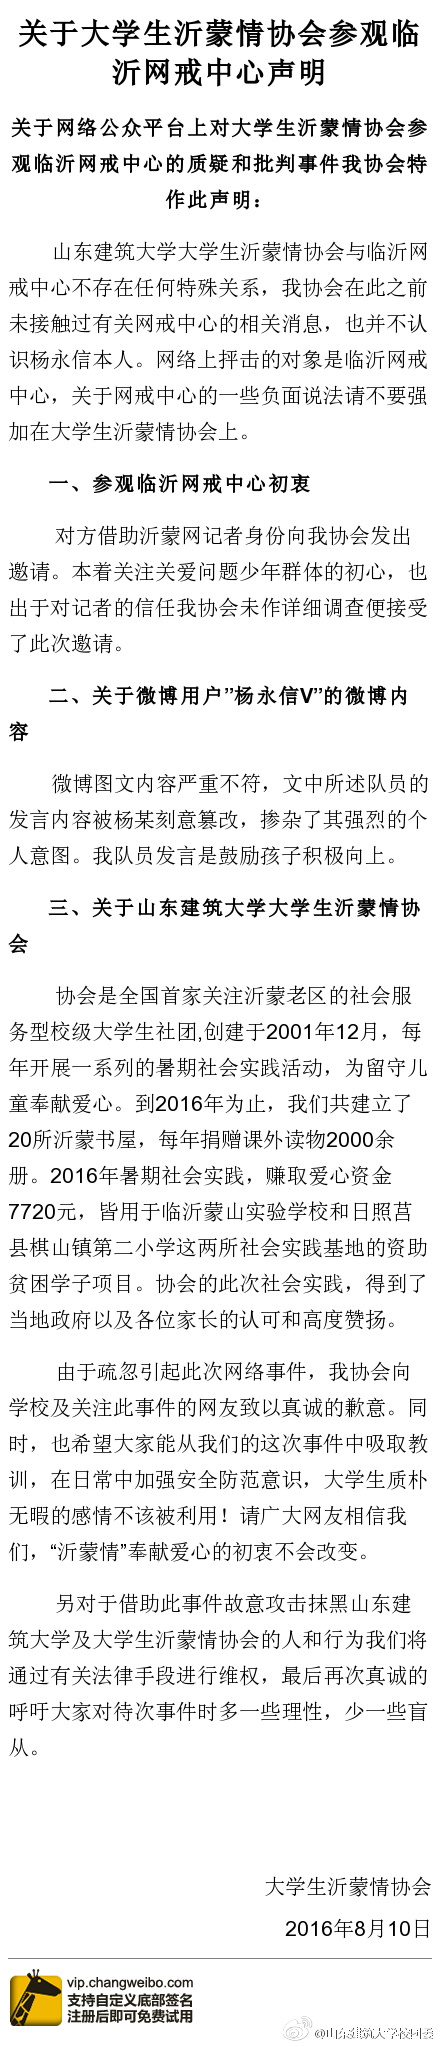 关于大学生沂蒙情协会参观临
沂网戒中心声明
关于网络公众平台上对大学生沂蒙情协会参
观临沂网戒中心的质疑和批判事件我协会特
作此声明：
山东建筑大学大学生沂蒙情协会与临沂网
戒中心不存在任何特殊关系，我协会在此之前
未接触过有关网戒中心的相关消息，也并不认
识杨永信本人。网络上抨击的对象是临沂网戒
中心，关于网戒中心的一些负面说法请不要强
加在大学生沂蒙情协会上。
一、参观临沂网戒中心初衷
对方借助沂蒙网记者身份向我协会发出
邀请。本着关注关爱问题少年群体的初心，也
出于对记者的信任我协会未作详细调查便接受
了此次邀请。
二、关于微博用户”杨永信V”的微博内
容
微博图文内容严重不符，文中所述队员的
发言内容被杨某刻意篡改，掺杂了其强烈的个
人意图。我队员发言是鼓励孩子积极向上。
三、关于山东建筑大学大学生沂蒙情协
会
协会是全国首家关注沂蒙老区的社会服
务型校级大学生社团,创建于2001年12月，每
年开展一系列的暑期社会实践活动，为留守儿
童奉献爱心。到2016年为止，我们共建立了
20所沂蒙书屋，每年捐赠课外读物2000余
册。2016年暑期社会实践，赚取爱心资金
7720元，皆用于临沂蒙山实验学校和日照莒
县棋山镇第二小学这两所社会实践基地的资助
贫困学子项目。协会的此次社会实践，得到了
当地政府以及各位家长的认可和高度赞扬。
由于疏忽引起此次网络事件，我协会向
学校及关注此事件的网友致以真诚的歉意。同
时，也希望大家能从我们的这次事件中吸取教
训，在日常中加强安全防范意识，大学生质朴
无暇的感情不该被利用！请广大网友相信我
们，“沂蒙情”奉献爱心的初衷不会改变。
另对于借助此事件故意攻击抹黑山东建
筑大学及大学生沂蒙情协会的人和行为我们将
通过有关法律手段进行维权，最后再次真诚的
呼吁大家对待次事件时多一些理性，少一些盲
从。
大学生沂蒙情协会
2016年8月10日
vip.changweibo.com
支持自定义底部签名
注册后即可免费试用
@山东建筑大学校团委